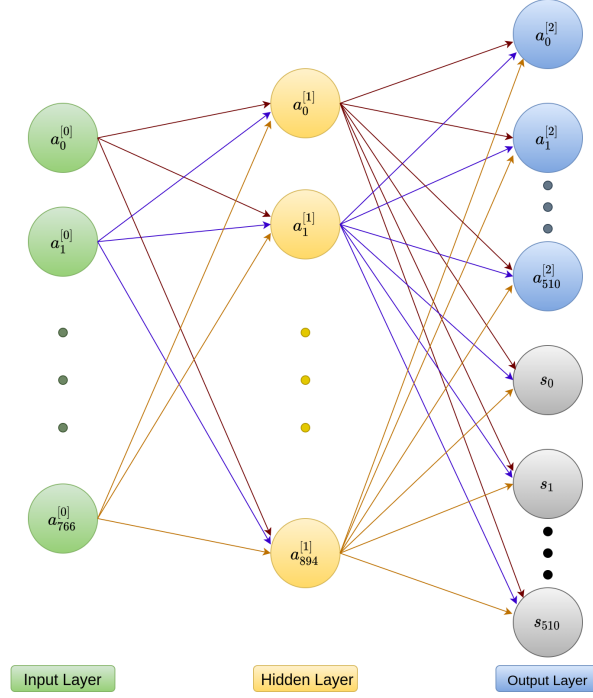 a_0^{[0]}
a_1^{[0]}
a_{766}^{[0]}
Input Layer
a_0^{[1]}
a_1^{[1]}
a_{894}^{[1]}
Hidden Layer
a_0^{[2]}
a_1^{[2]}
a_{510}^{[2]}
s_0
s_1
s_{510}
Output Layer